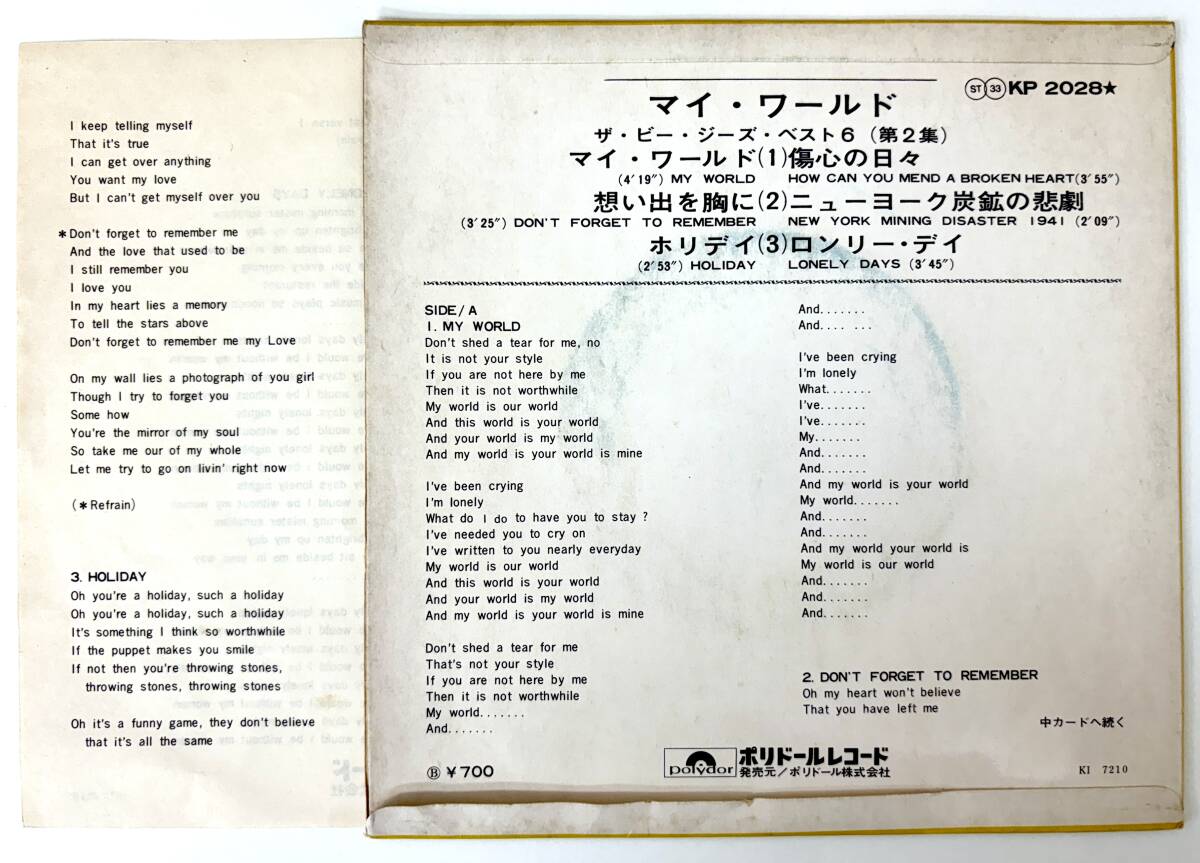 I keep telling myself
That it's true
I can get over anything
You want my love
But I can't get myself over you
*Don't forget to remember me
And the love that used to be
I still remember you
I love you
In my heart lies a memory
To tell the stars above
Don't forget to remember me my Love
On my wall lies a photograph of you girl
Though I try to forget you
Some how
You're the mirror of my soul
So take me our of my whole
Let me try to go on livin' right now
(*Refrain)
3. HOLIDAY
Oh you're a holiday, such a holiday
Oh you're a holiday, such a holiday
It's something I think so worthwhile
If the puppet makes you smile
If not then you're throwing stones,
throwing stones, throwing stones
Oh it's a funny game, they don't believe
that it's all the same
ST 33 KP 2028★
マイ・ワールド
ザ・ビー・ジーズ・ベスト6(第2集)
マイ・ワールド(1)傷心の日々
(4'19") MY WORLD HOW CAN YOU MEND A BROKEN HEART(3'55")
想い出を胸に(2)ニューヨーク炭鉱の悲劇
(3'25") DON'T FORGET TO REMEMBER NEW YORK MINING DISASTER 1941 (2'09")
ホリデイ(3)ロンリー・デイ
(2'53") HOLIDAY LONELY DAYS (3'45")
SIDE/A
1. MY WORLD
Don't shed a tear for me, no
It is not your style
If you are not here by me
Then it is not worthwhile
My world is our world
And this world is your world
And your world is my world
And my world is your world is mine
I've been crying
I'm lonely
What do I do to have you to stay ?
I've needed you to cry on
I've written to you nearly everyday
My world is our world
And this world is your world
And your world is my world
And my world is your world is mine
Don't shed a tear for me
That's not your style
If you are not here by me
Then it is not worthwhile
My world.......
And.......
And.......
And.... ...
I've been crying
I'm lonely
What.......
I've.......
I've.......
My.......
And.......
And.......
And my world is your world
My world.......
And.......
And.......
And my world your world is
My world is our world
And.......
And.......
And.......
2. DON'T FORGET TO REMEMBER
Oh my heart won't believe
That you have left me
中カードへ続く
Ⓑ ¥700
polydor ポリドールレコード
発売元/ポリドール株式会社
KI 7210